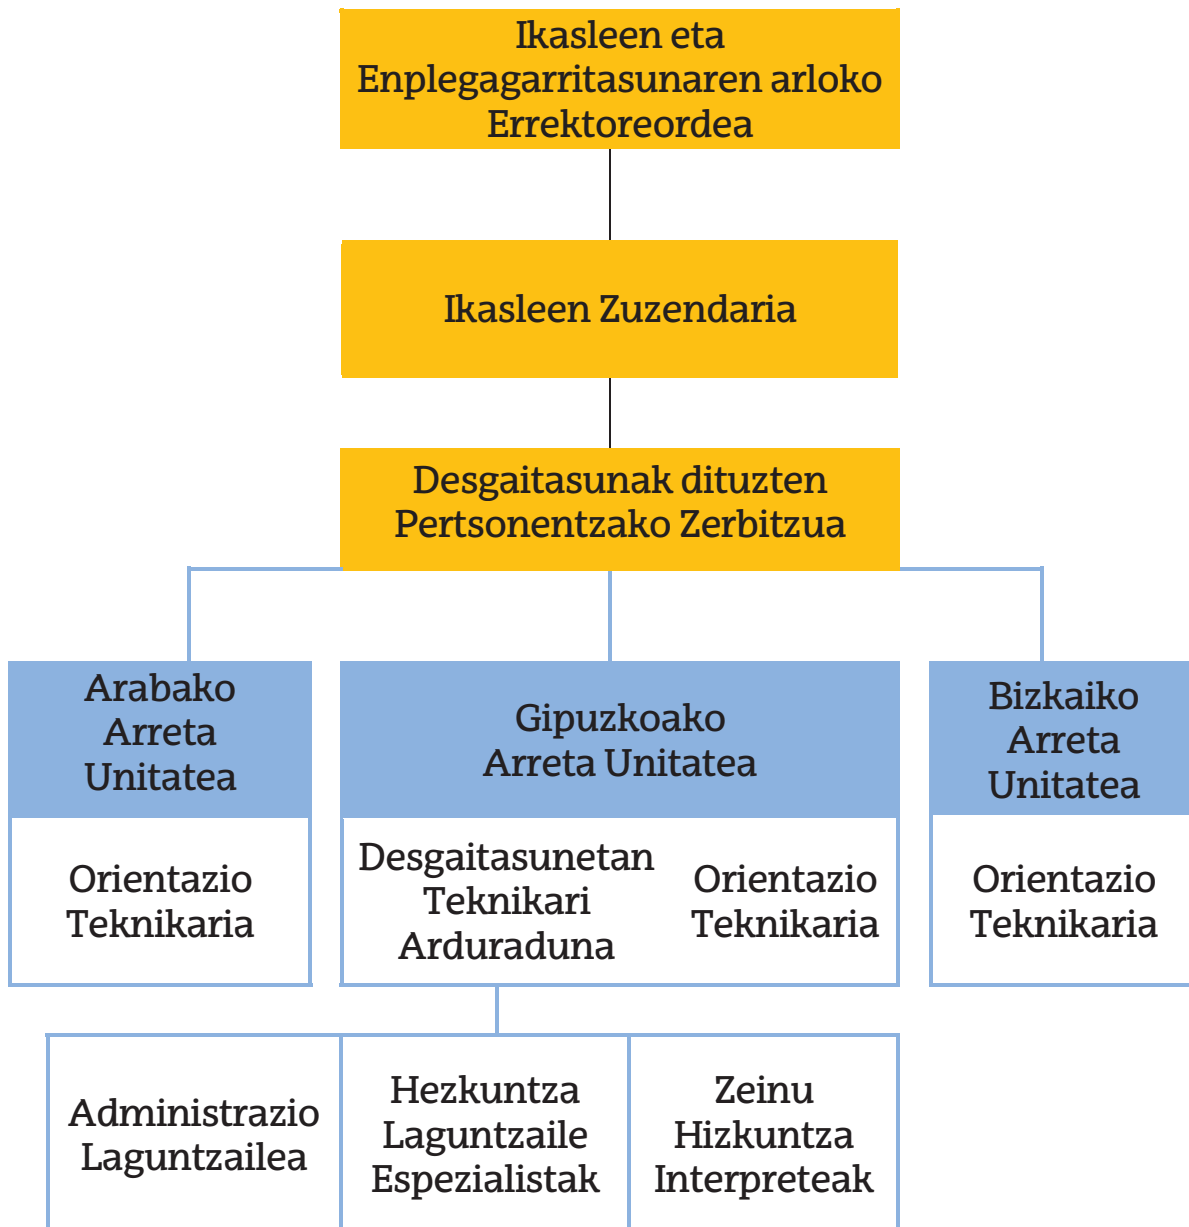 Ikasleen eta
Enplegagarritasunaren arloko
Errektoreordea
Ikasleen Zuzendaria
Desgaitasunak dituzten
Pertsonentzako Zerbitzua
Arabako
Arreta
Unitatea
Gipuzkoako
Arreta Unitatea
Bizkaiko
Arreta
Unitatea
Orientazio
Teknikaria
Desgaitasunetan
Teknikari
Arduraduna
Orientazio
Teknikaria
Orientazio
Teknikaria
Administrazio
Laguntzailea
Hezkuntza
Laguntzaile
Espezialistak
Zeinu
Hizkuntza
Interpreteak